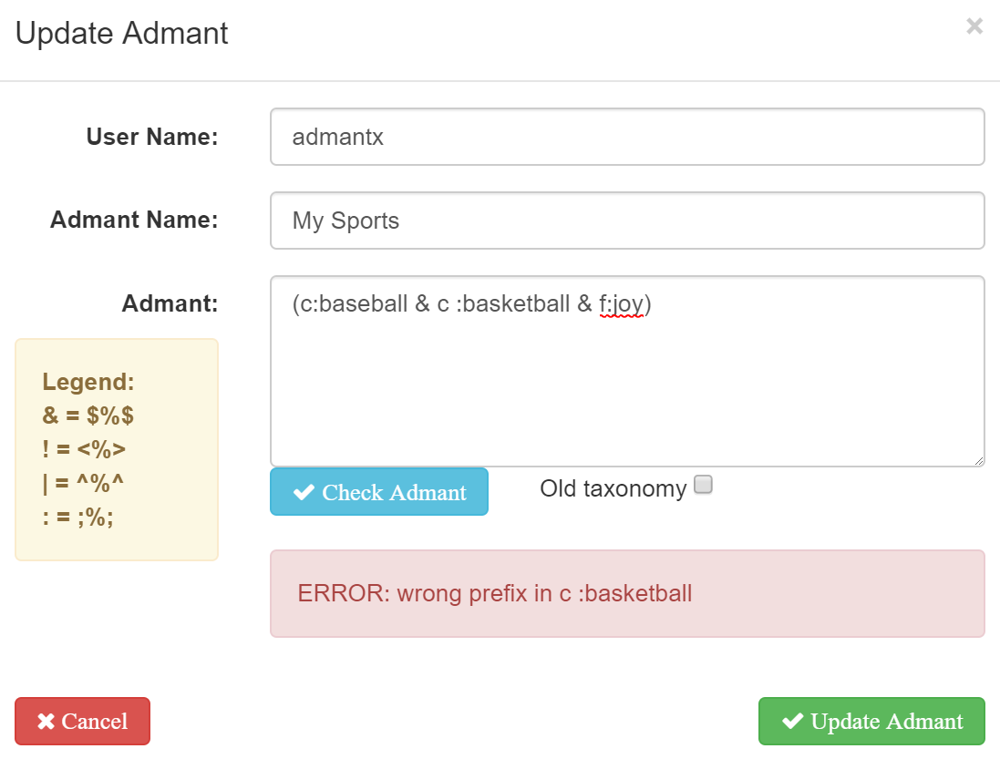 Update Admant
×
User Name:
admantx
Admant Name:
My Sports
Admant:
(c:baseball & c :basketball & f:joy)
Legend:
& = $%$
! = <%>
| = ^%^
: = ;%;
Check Admant
Old taxonomy
ERROR: wrong prefix in c :basketball
Cancel
Update Admant